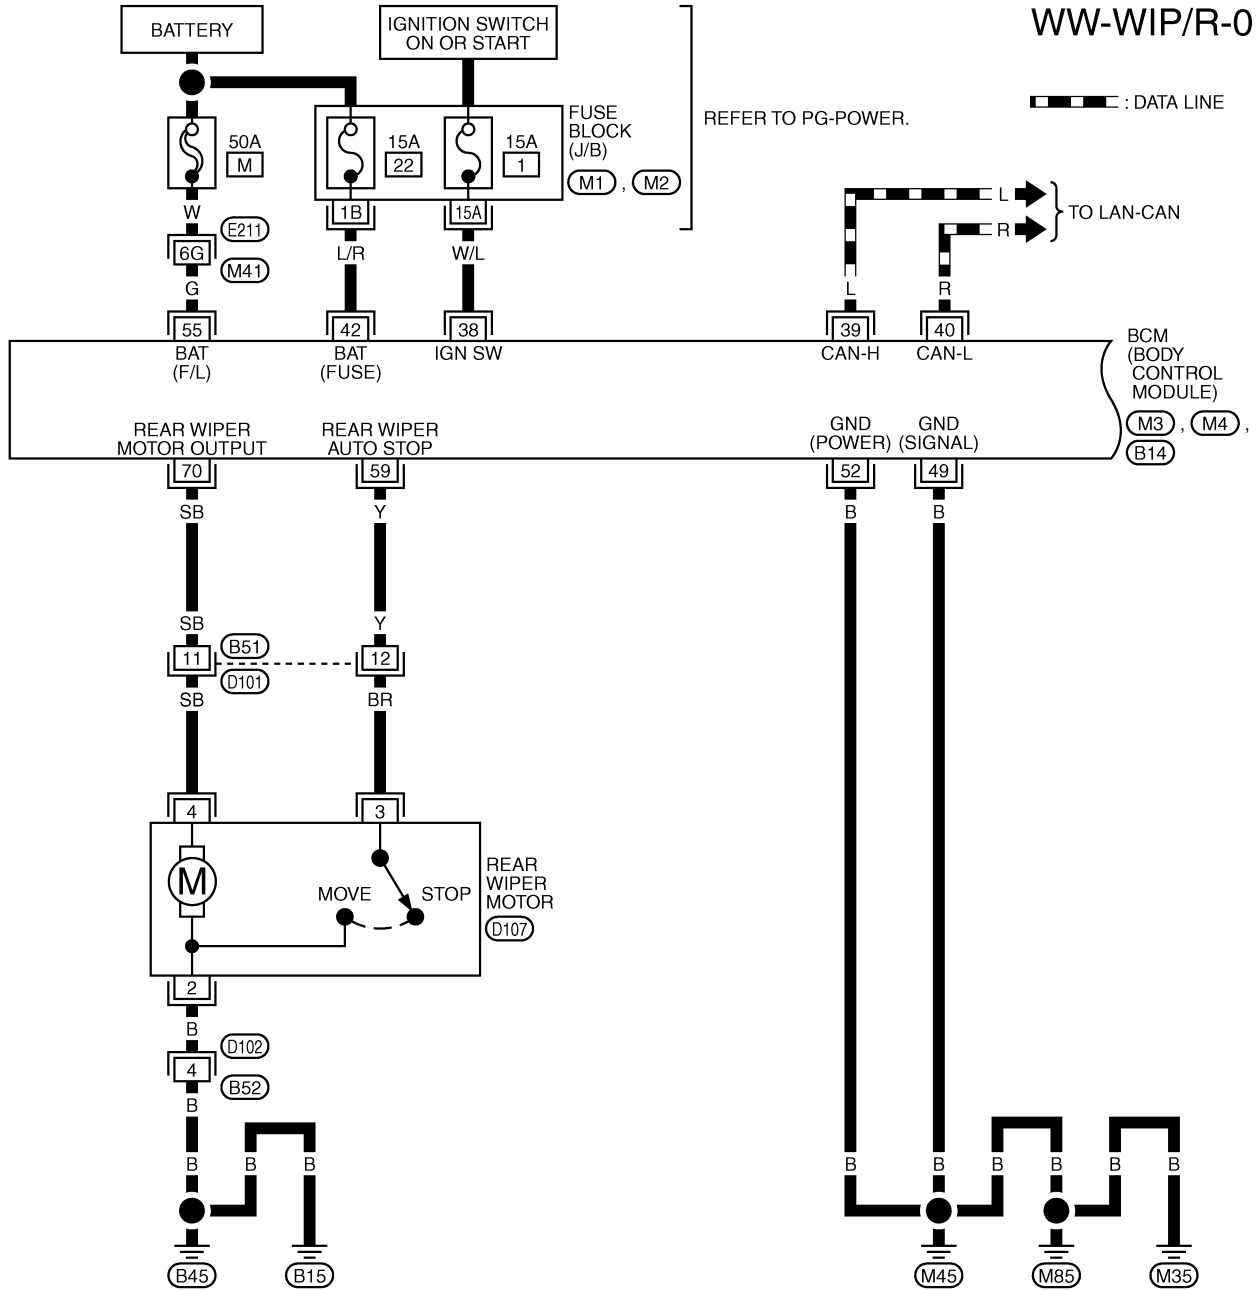 WW-WIP/R-0
BATTERY
IGNITION SWITCH
ON OR START
: DATA LINE
REFER TO PG-POWER.
FUSE
BLOCK
(J/B)
M1 , M2
50A
M
15A
22
15A
1
1B
15A
W
E211
6G
M41
G
L/R
W/L
L
R
TO LAN-CAN
L
R
55
42
38
39
40
BAT
(F/L)
BAT
(FUSE)
IGN SW
CAN-H
CAN-L
BCM
(BODY
CONTROL
MODULE)
M3 , M4 ,
B14
REAR WIPER
MOTOR OUTPUT
REAR WIPER
AUTO STOP
GND
(POWER)
GND
(SIGNAL)
70
59
52
49
SB
Y
B
B
SB
Y
11
B51
D101
12
SB
BR
4
3
M
MOVE
STOP
REAR
WIPER
MOTOR
D107
2
B
D102
4
B52
B
B
B
B
B
B
B
B
B
B
B45
B15
M45
M85
M35